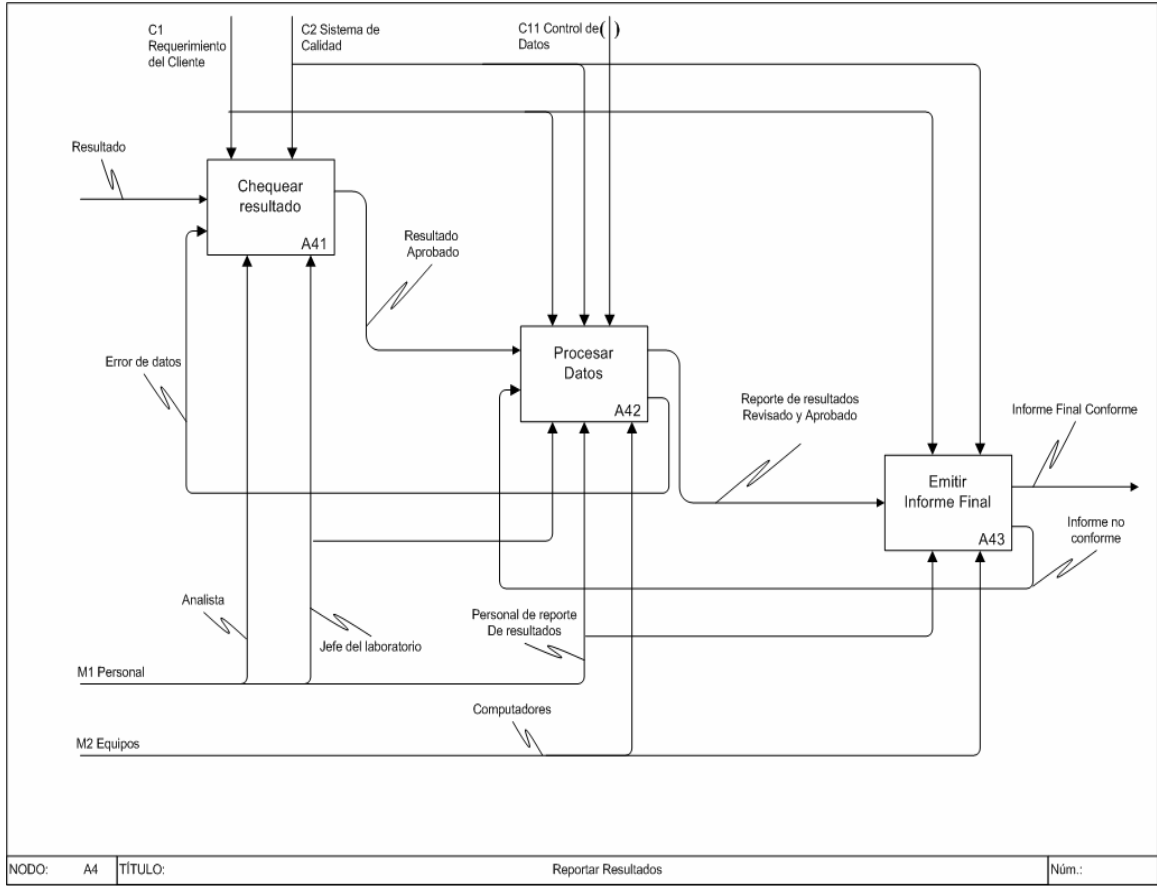 C1
Requerimiento
del Cliente
C2 Sistema de
Calidad
C11 Control de( )
Datos
Resultado
Chequear
resultado
A41
Resultado
Aprobado
Error de datos
Procesar
Datos
A42
Reporte de resultados
Revisado y Aprobado
Informe Final Conforme
Emitir
Informe Final
A43
Informe no
conforme
Analista
Jefe del laboratorio
Personal de reporte
De resultados
M1 Personal
Computadores
M2 Equipos
NODO: A4 TÍTULO: Reportar Resultados Núm.: